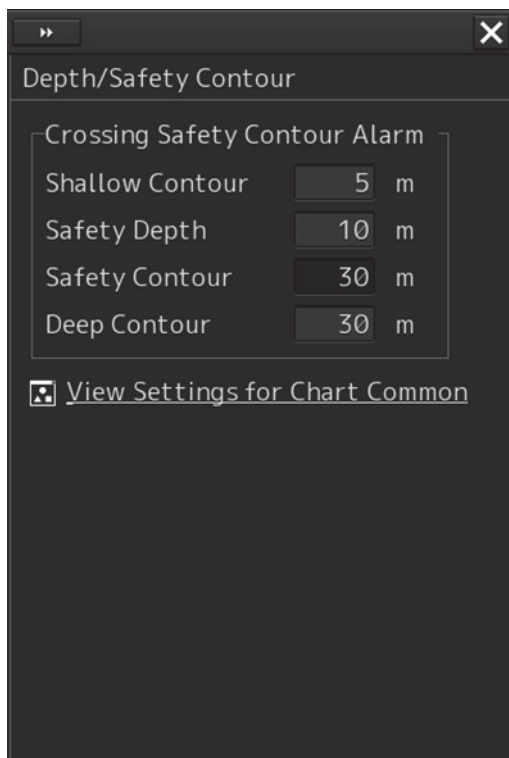 Depth/Safety Contour
Crossing Safety Contour Alarm
Shallow Contour 5 m
Safety Depth 10 m
Safety Contour 30 m
Deep Contour 30 m
View Settings for Chart Common